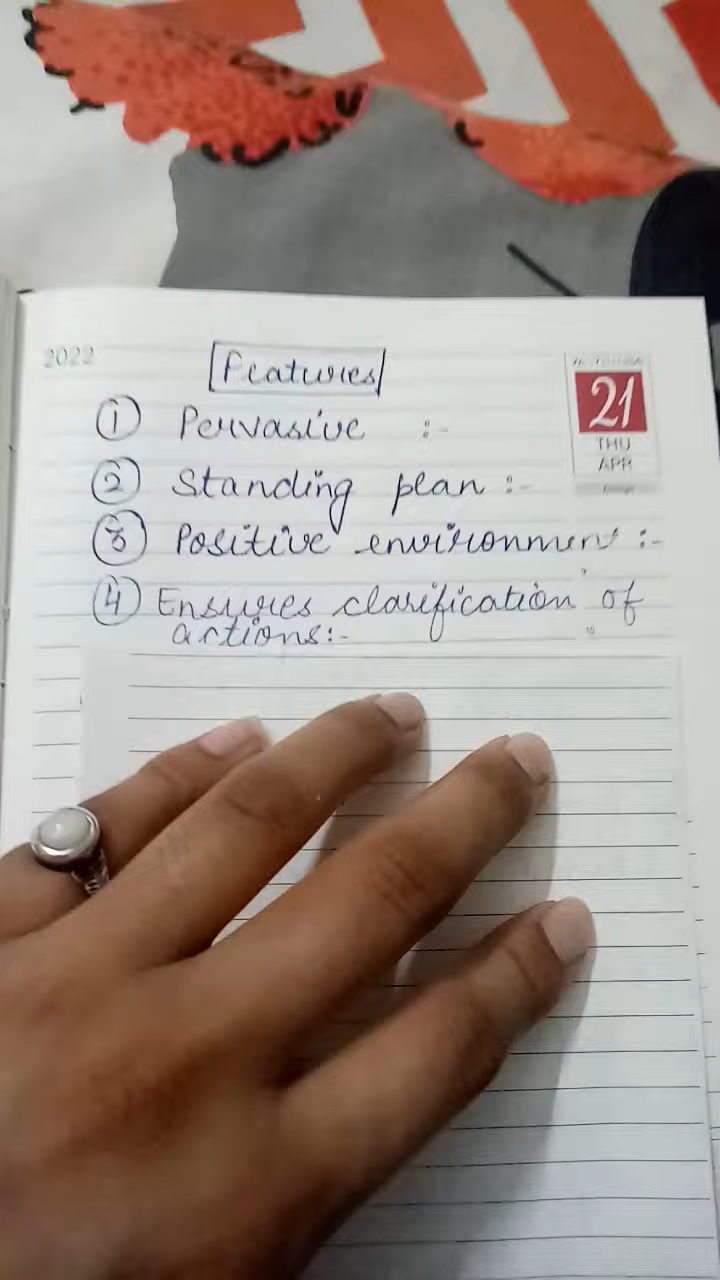 2022
Features
21
THU
APR
① Pervasive :-
② Standing plan :-
③ Positive environment :-
④ Ensures clarification of
actions:-